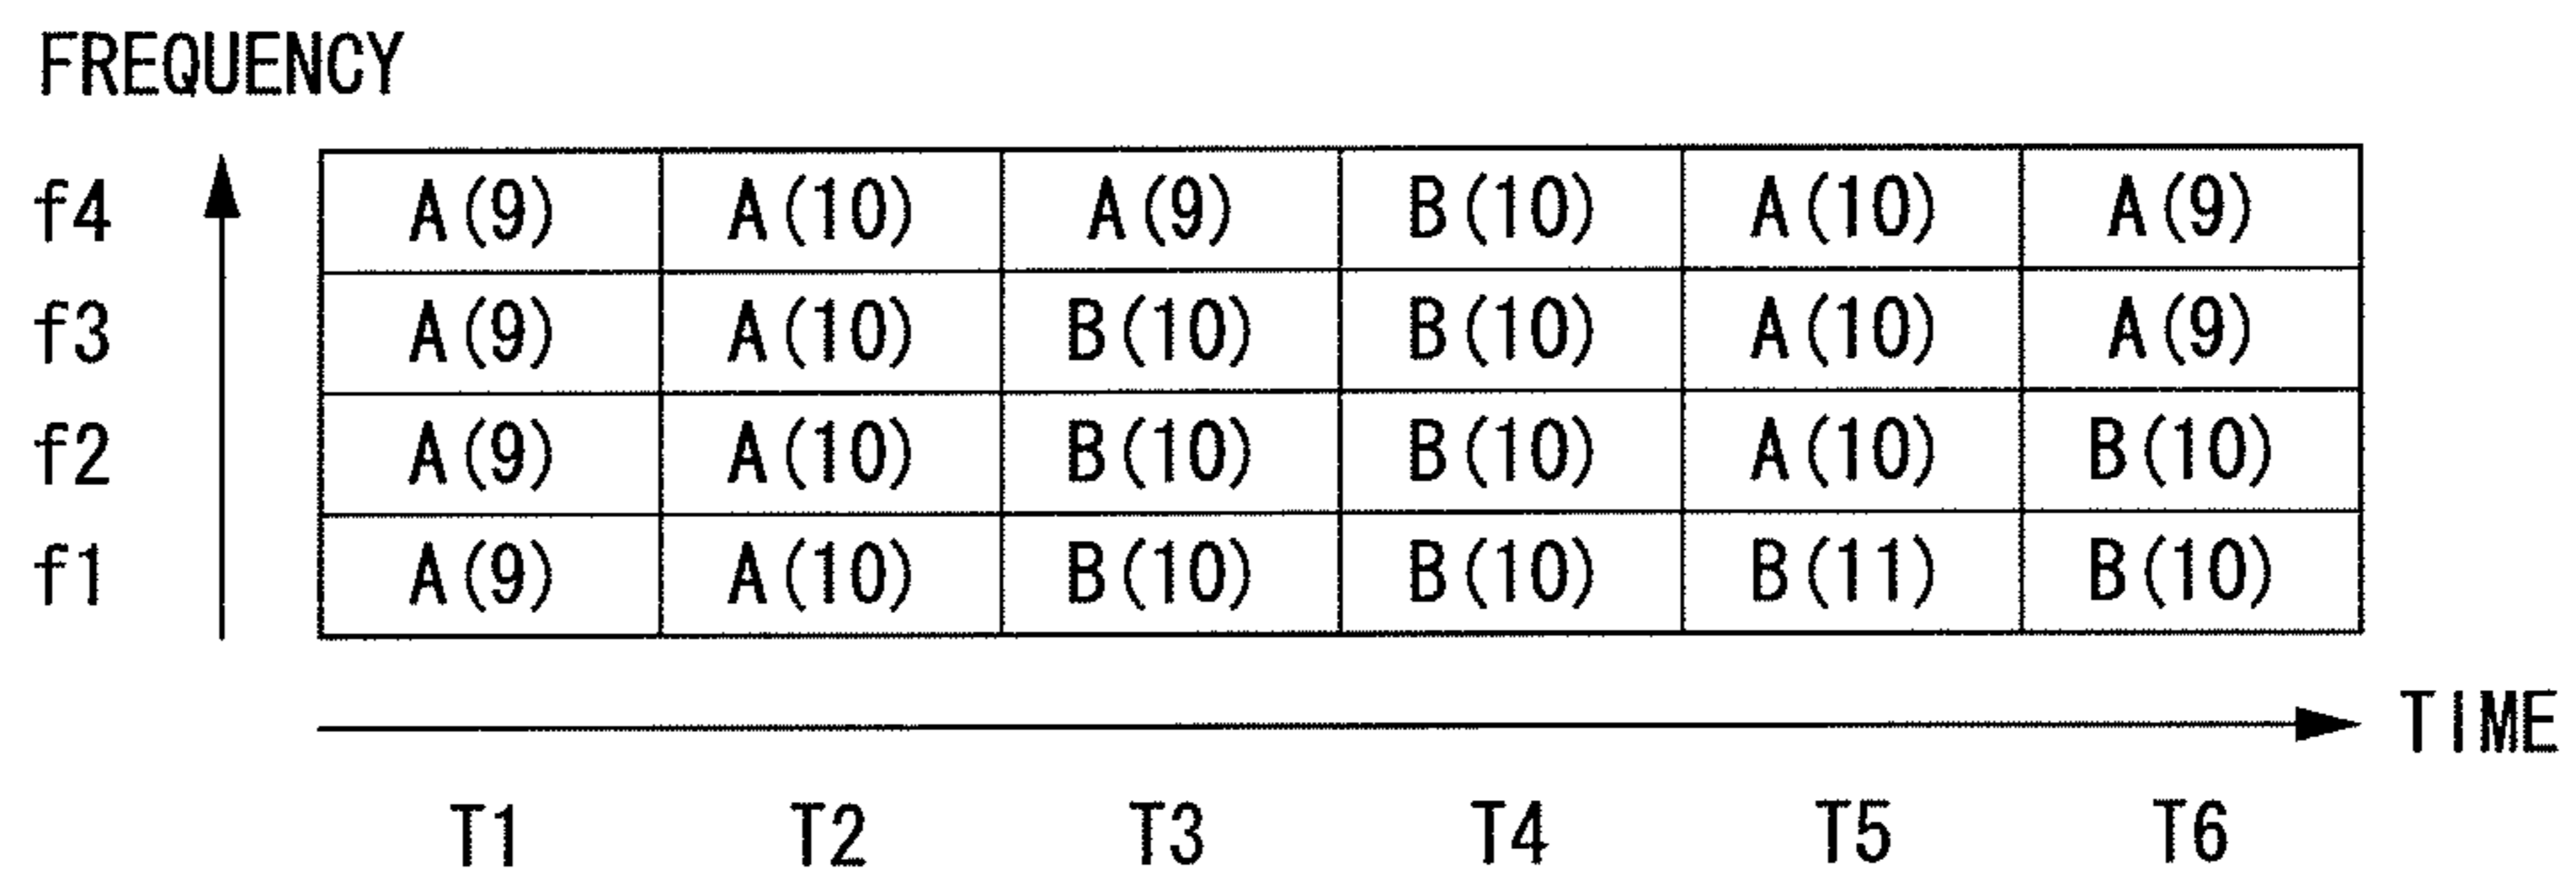 FREQUENCY
f4 A(9) A(10) A(9) B(10) A(10) A(9)
f3 A(9) A(10) B(10) B(10) A(10) A(9)
f2 A(9) A(10) B(10) B(10) A(10) B(10)
f1 A(9) A(10) B(10) B(10) B(11) B(10)
TIME
T1 T2 T3 T4 T5 T6